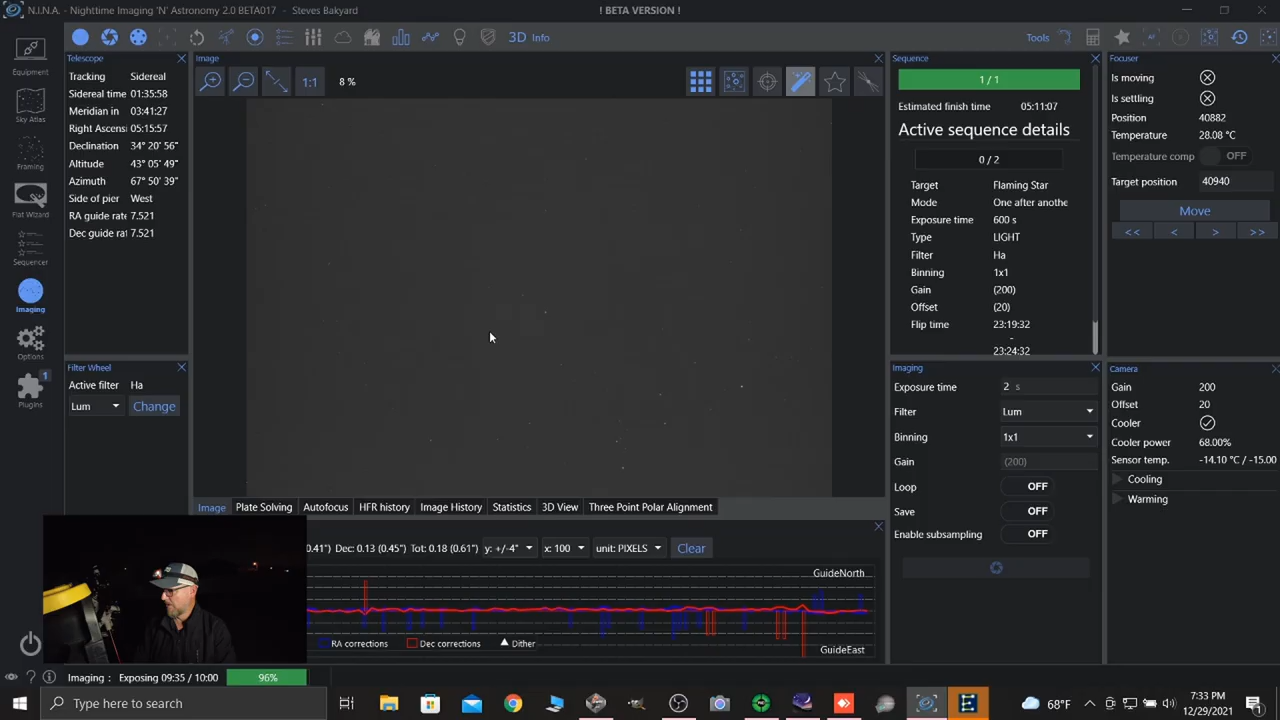 N.I.N.A. - Nighttime Imaging 'N' Astronomy 2.0 BETA017 - Steves Bakyard
! BETA VERSION !
3D Info
Tools
Equipment
Sky Atlas
Framing
Flat Wizard
Sequencer
Imaging
Options
1
Plugins
Telescope
Tracking Sidereal
Sidereal time 01:35:58
Meridian in 03:41:27
Right Ascensi 05:15:57
Declination 34° 20' 56"
Altitude 43° 05' 49"
Azimuth 67° 50' 39"
Side of pier West
RA guide rate 7.521
Dec guide rat 7.521
Filter Wheel
Active filter Ha
Lum Change
Image
1:1 8 %
Image Plate Solving Autofocus HFR history Image History Statistics 3D View Three Point Polar Alignment
0.41") Dec: 0.13 (0.45") Tot: 0.18 (0.61") y: +/-4" x: 100 unit: PIXELS Clear
GuideNorth
GuideEast
RA corrections Dec corrections Dither
Sequence
1 / 1
Estimated finish time 05:11:07
Active sequence details
0 / 2
Target Flaming Star
Mode One after anothe
Exposure time 600 s
Type LIGHT
Filter Ha
Binning 1x1
Gain (200)
Offset (20)
Flip time 23:19:32
-
23:24:32
Imaging
Exposure time 2 s
Filter Lum
Binning 1x1
Gain (200)
Loop OFF
Save OFF
Enable subsampling OFF
Focuser
Is moving
Is settling
Position 40882
Temperature 28.08 °C
Temperature comp OFF
Target position 40940
Move
<< < > >>
Camera
Gain 200
Offset 20
Cooler
Cooler power 68.00%
Sensor temp. -14.10 °C / -15.00
Cooling
Warming
Imaging : Exposing 09:35 / 10:00 96%
Type here to search
68°F
7:33 PM
12/29/2021
1